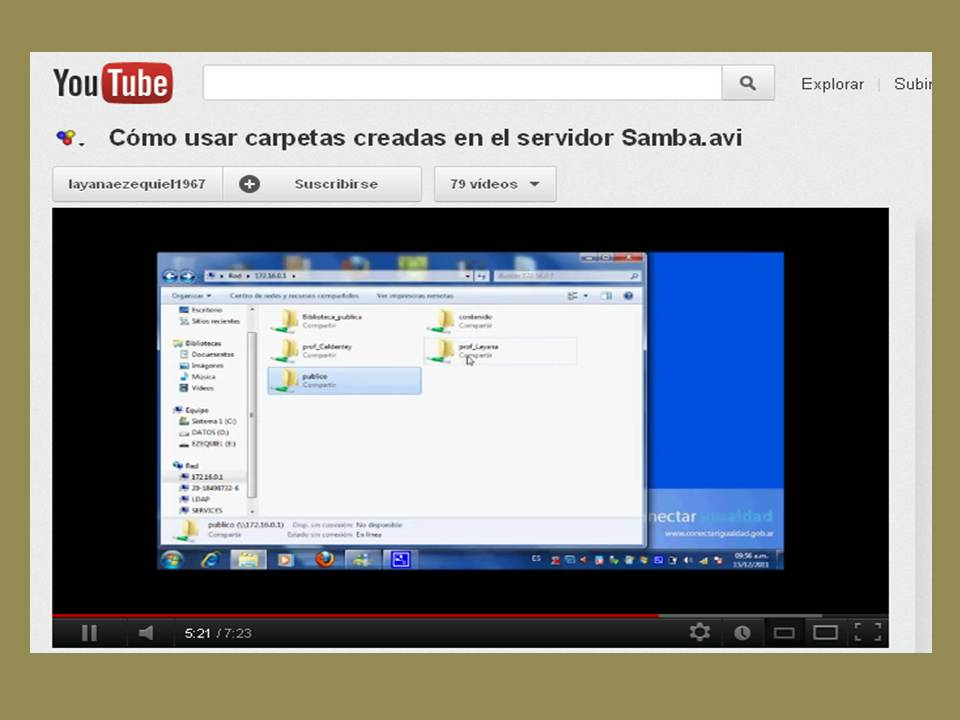 YouTube
Explorar | Subir
Cómo usar carpetas creadas en el servidor Samba.avi
layanaezequiel1967
Suscribirse
79 vídeos
Red 172.16.0.1
Buscar 172.16.0.1
Organizar
Centro de redes y recursos compartidos
Ver impresoras remotas
Escritorio
Sitios recientes
Bibliotecas
Documentos
Imágenes
Música
Vídeos
Equipo
Sistema 1 (C:)
DATOS (D:)
EZEQUIEL (E:)
Red
172.16.0.1
LDAP
SERVICES
Biblioteca_publica
Compartir
contenido
Compartir
prof_Caldentey
Compartir
prof_Layana
Compartir
publico
Compartir
publico (\\172.16.0.1)
Disp. sin conexión: No disponible
Compartir
Estado sin conexión: En línea
nectar igualdad
www.conectarigualdad.gob.ar
ES
09:56 a.m.
15/12/2011
5:21 / 7:23